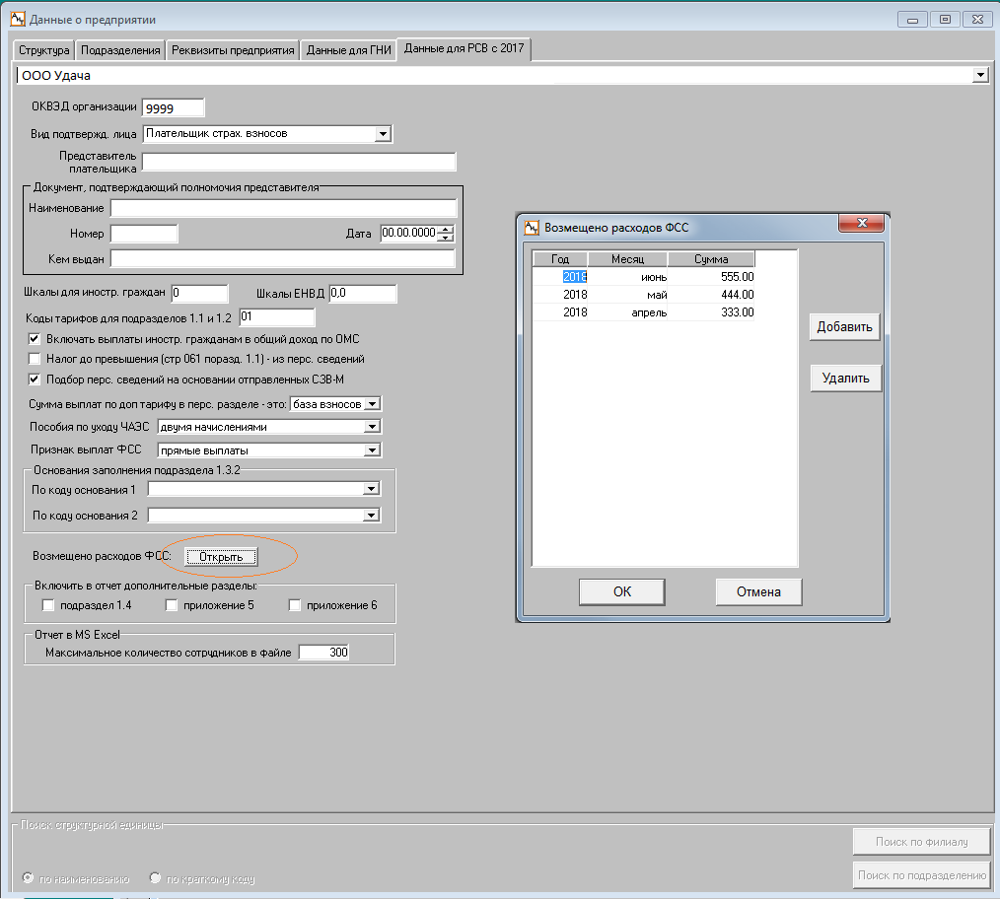 Данные о предприятии
Структура Подразделения Реквизиты предприятия Данные для ГНИ Данные для РСВ с 2017
ООО Удача
ОКВЭД организации 9999
Вид подтвержд. лица Плательщик страх. взносов
Представитель
плательщика
Документ, подтверждающий полномочия представителя
Наименование
Номер Дата 00.00.0000
Кем выдан
Шкалы для иностр. граждан 0 Шкалы ЕНВД 0,0
Коды тарифов для подразделов 1.1 и 1.2 01
Включать выплаты иностр. гражданам в общий доход по ОМС
Налог до превышения (стр 061 поразд. 1.1) - из перс. сведений
Подбор перс. сведений на основании отправленных СЗВ-М
Сумма выплат по доп тарифу в перс. разделе - это: база взносов
Пособия по уходу ЧАЭС двумя начислениями
Признак выплат ФСС прямые выплаты
Основания заполнения подраздела 1.3.2
По коду основания 1
По коду основания 2
Возмещено расходов ФСС: Открыть
Включить в отчет дополнительные разделы:
подраздел 1.4 приложение 5 приложение 6
Отчет в MS Excel
Максимальное количество сотрудников в файле 300
Возмещено расходов ФСС
Год Месяц Сумма
2018 июнь 555.00
2018 май 444.00
2018 апрель 333.00
Добавить
Удалить
ОК Отмена
Поиск структурной единицы
по наименованию по краткому коду
Поиск по филиалу
Поиск по подразделению